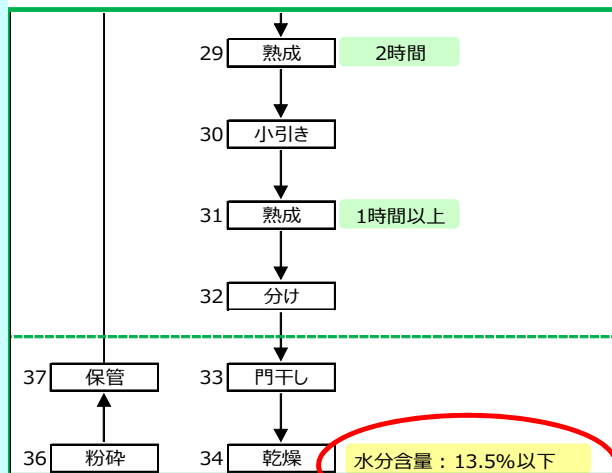 29 熟成 2時間
30 小引き
31 熟成 1時間以上
32 分け
37 保管 33 門干し
36 粉砕 34 乾燥 水分含量：13.5%以下